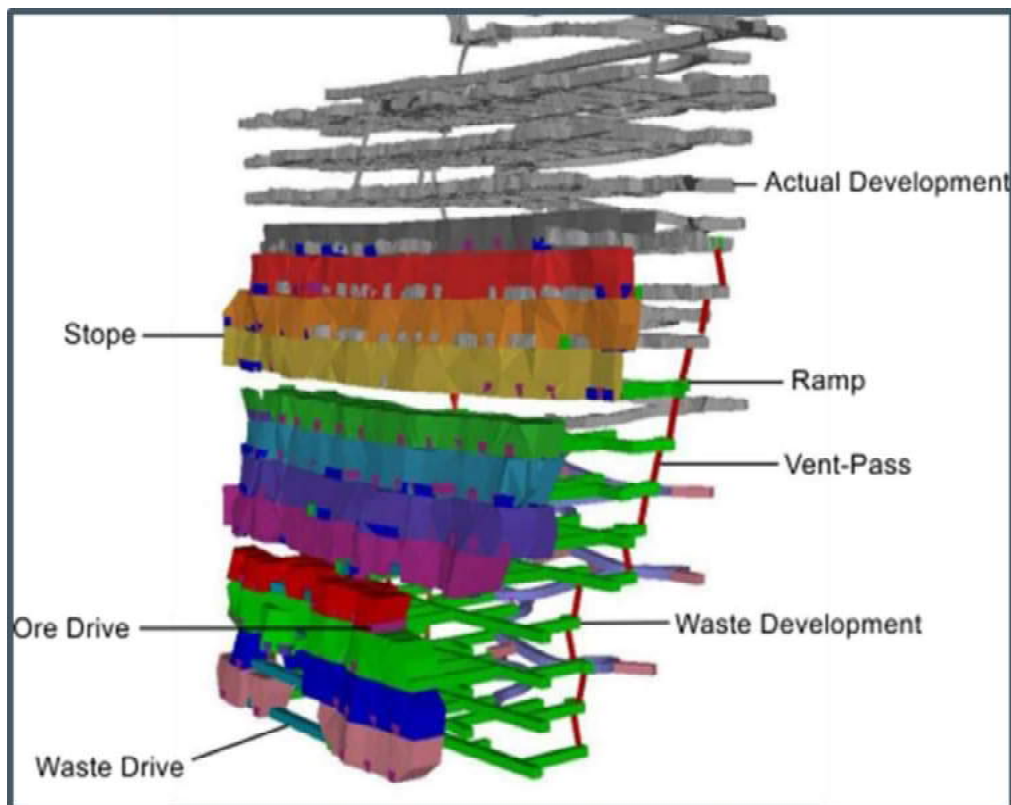 Actual Development
Stope
Ramp
Vent-Pass
Ore Drive
Waste Development
Waste Drive